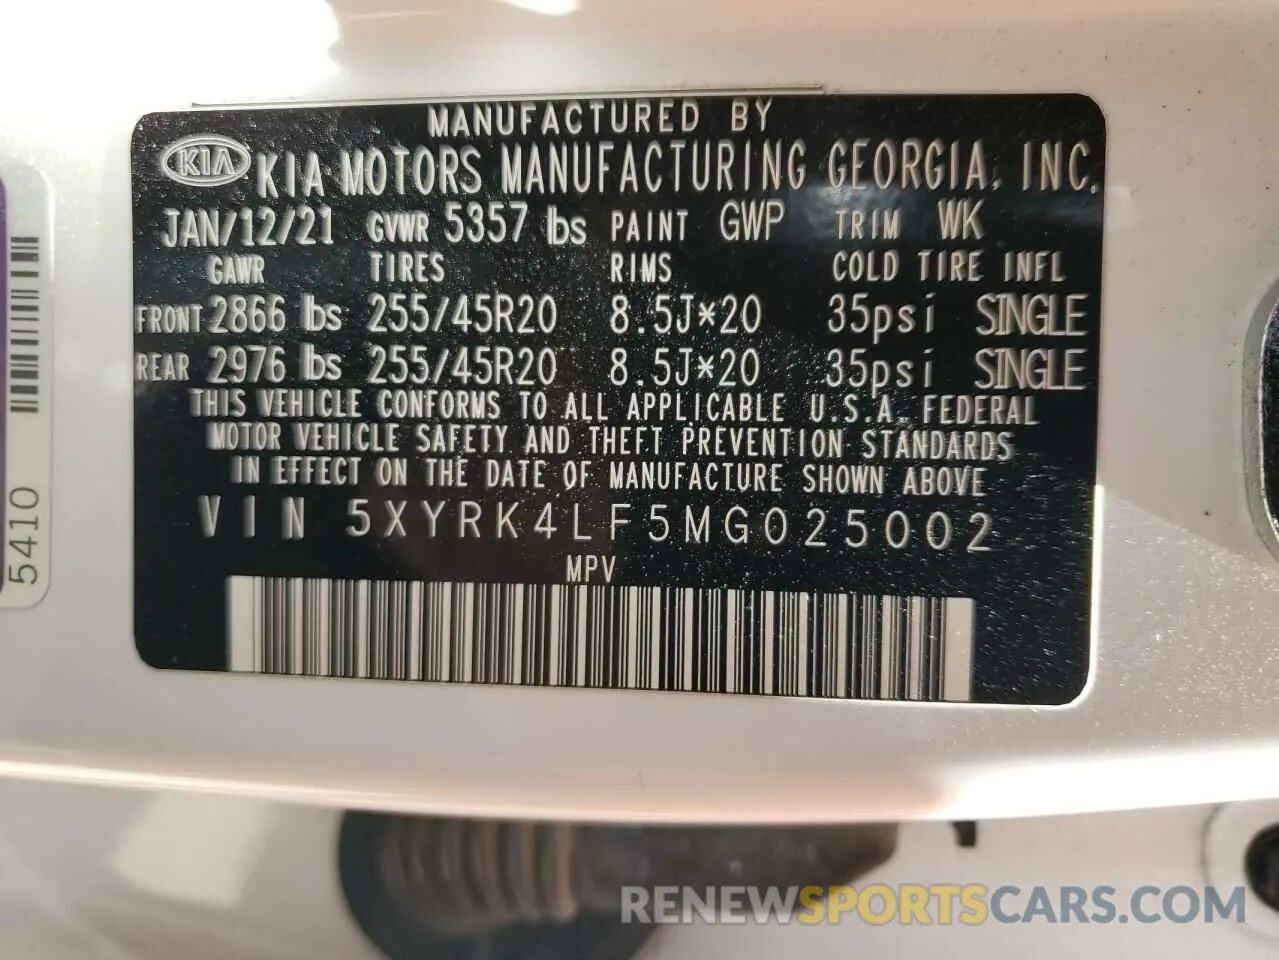 MANUFACTURED BY
KIA KIA MOTORS MANUFACTURING GEORGIA, INC.
JAN/12/21 GVWR 5357 lbs PAINT GWP TRIM WK
GAWR TIRES RIMS COLD TIRE INFL
FRONT 2866 lbs 255/45R20 8.5J*20 35psi SINGLE
REAR 2976 lbs 255/45R20 8.5J*20 35psi SINGLE
THIS VEHICLE CONFORMS TO ALL APPLICABLE U.S.A. FEDERAL
MOTOR VEHICLE SAFETY AND THEFT PREVENTION STANDARDS
IN EFFECT ON THE DATE OF MANUFACTURE SHOWN ABOVE
VIN 5XYRK4LF5MG025002
MPV
5410
RENEWSPORTSCARS.COM